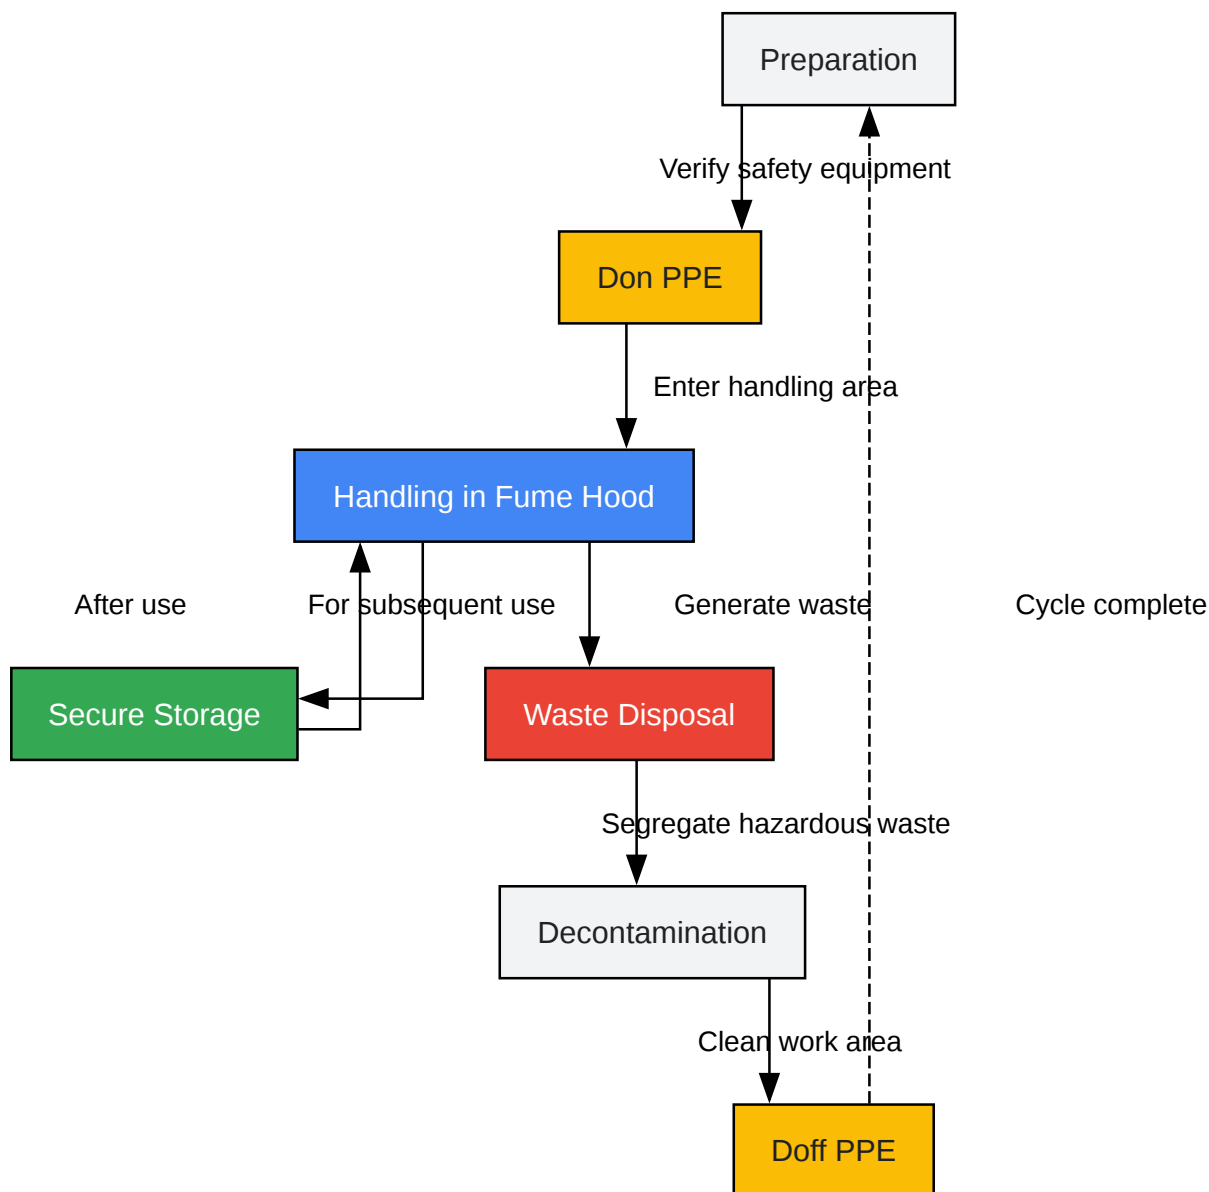 Preparation
Verify safety equipment
Don PPE
Enter handling area
Handling in Fume Hood
After use
For subsequent use
Generate waste
Cycle complete
Secure Storage
Waste Disposal
Segregate hazardous waste
Decontamination
Clean work area
Doff PPE